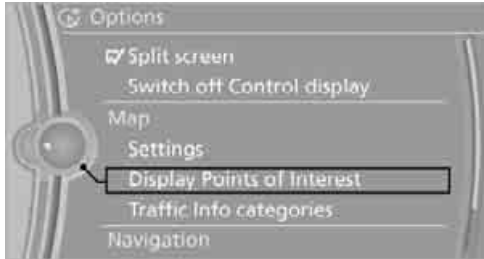 Options
Split screen
Switch off Control display
Map
Settings
Display Points of Interest
Traffic Info categories
Navigation